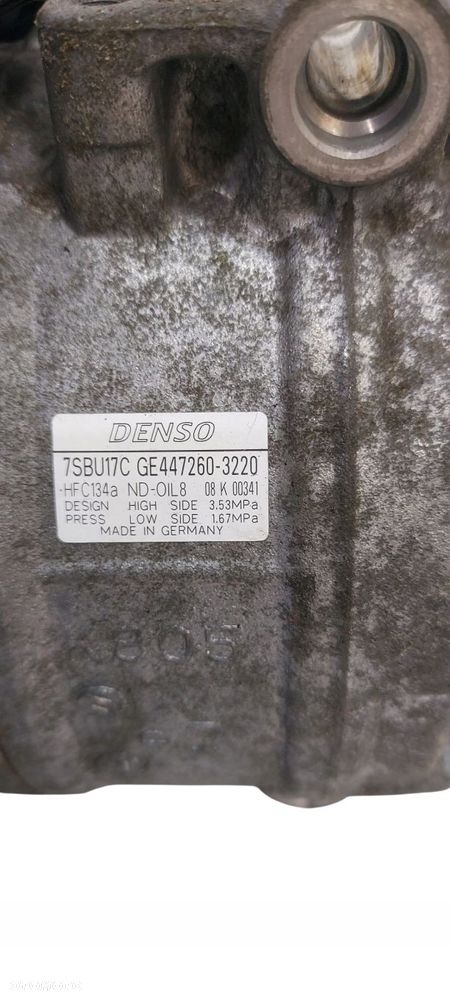 DENSO
7SBU17C GE447260-3220
HFC134a ND-OIL8 08 K 00341
DESIGN HIGH SIDE 3.53MPa
PRESS LOW SIDE 1.67MPa
MADE IN GERMANY
805